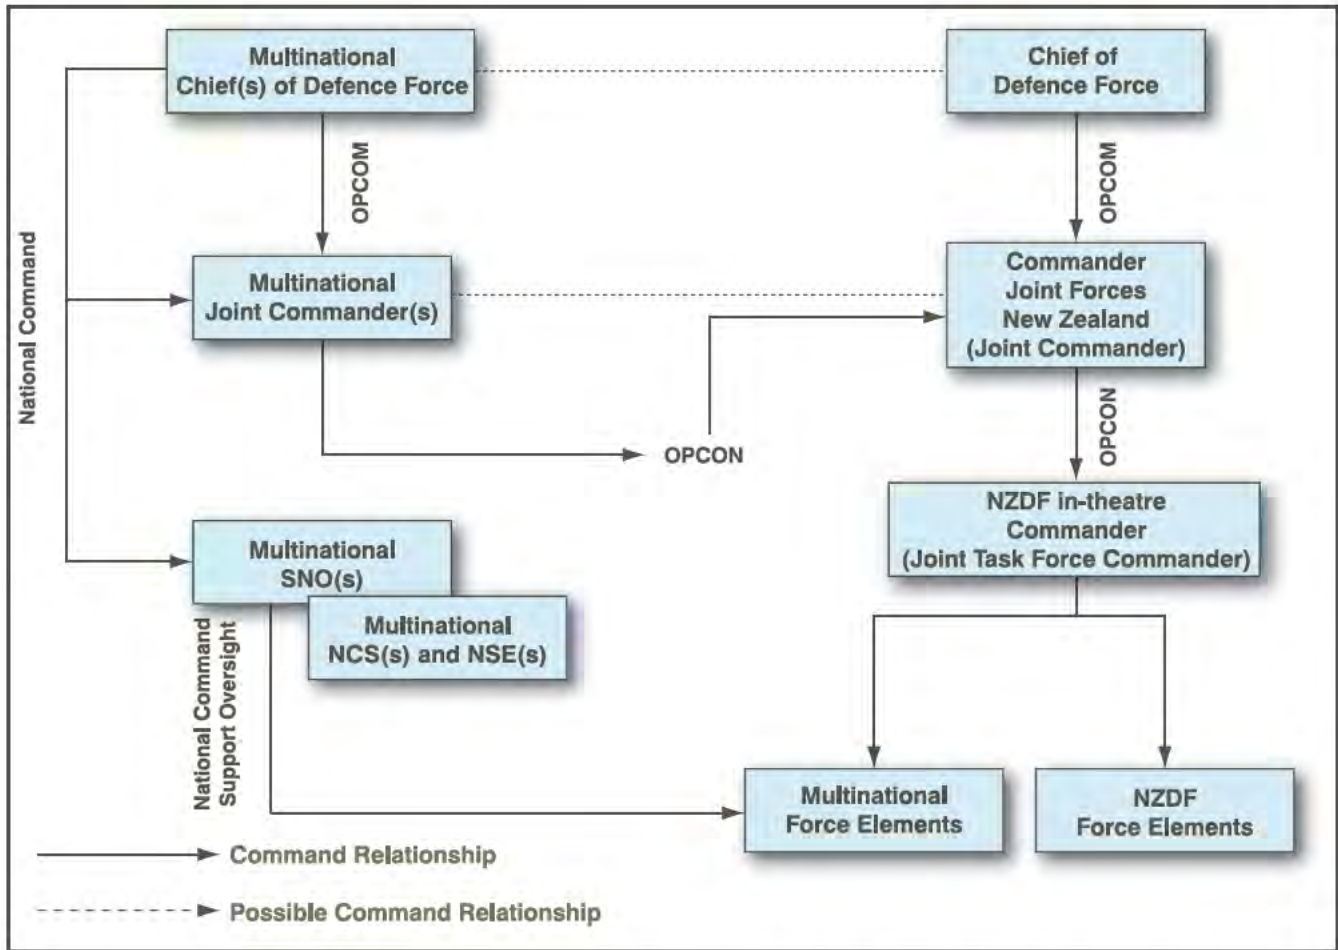 Multinational
Chief(s) of Defence Force
Chief of
Defence Force
OPCOM
OPCOM
National Command
Multinational
Joint Commander(s)
Commander
Joint Forces
New Zealand
(Joint Commander)
OPCON
OPCON
NZDF in-theatre
Commander
(Joint Task Force Commander)
Multinational
SNO(s)
Multinational
NCS(s) and NSE(s)
National Command
Support Oversight
Multinational
Force Elements
NZDF
Force Elements
Command Relationship
Possible Command Relationship